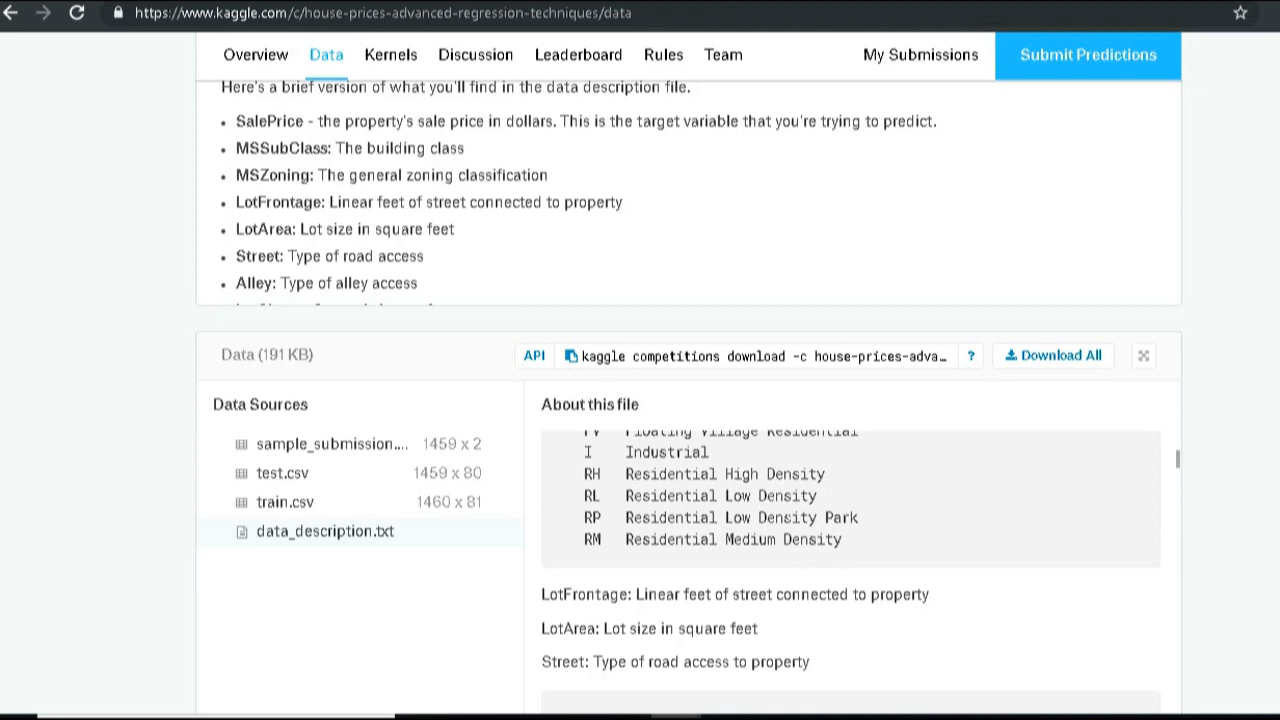 https://www.kaggle.com/c/house-prices-advanced-regression-techniques/data
Overview Data Kernels Discussion Leaderboard Rules Team My Submissions Submit Predictions
Here's a brief version of what you'll find in the data description file.
• SalePrice - the property's sale price in dollars. This is the target variable that you're trying to predict.
• MSSubClass: The building class
• MSZoning: The general zoning classification
• LotFrontage: Linear feet of street connected to property
• LotArea: Lot size in square feet
• Street: Type of road access
• Alley: Type of alley access
Data (191 KB) API kaggle competitions download -c house-prices-adva… ? Download All
Data Sources
sample_submission.... 1459 x 2
test.csv 1459 x 80
train.csv 1460 x 81
data_description.txt
About this file
FV Floating Village Residential
I Industrial
RH Residential High Density
RL Residential Low Density
RP Residential Low Density Park
RM Residential Medium Density
LotFrontage: Linear feet of street connected to property
LotArea: Lot size in square feet
Street: Type of road access to property